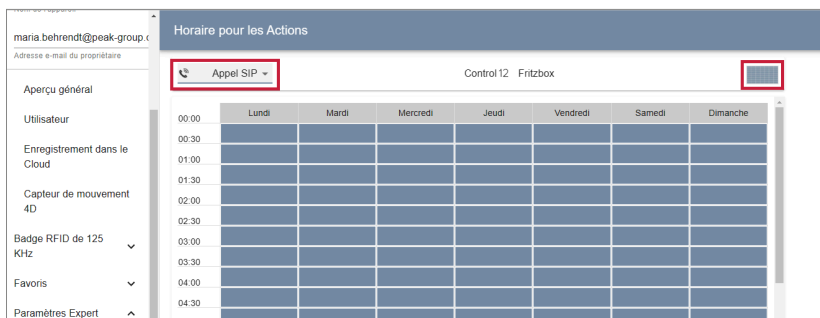 maria.behrendt@peak-group.c
Adresse e-mail du propriétaire
Aperçu général
Utilisateur
Enregistrement dans le
Cloud
Capteur de mouvement
4D
Badge RFID de 125
KHz
Favoris
Paramètres Expert
Horaire pour les Actions
Appel SIP
Control12 Fritzbox
Lundi Mardi Mercredi Jeudi Vendredi Samedi Dimanche
00:00
00:30
01:00
01:30
02:00
02:30
03:00
03:30
04:00
04:30